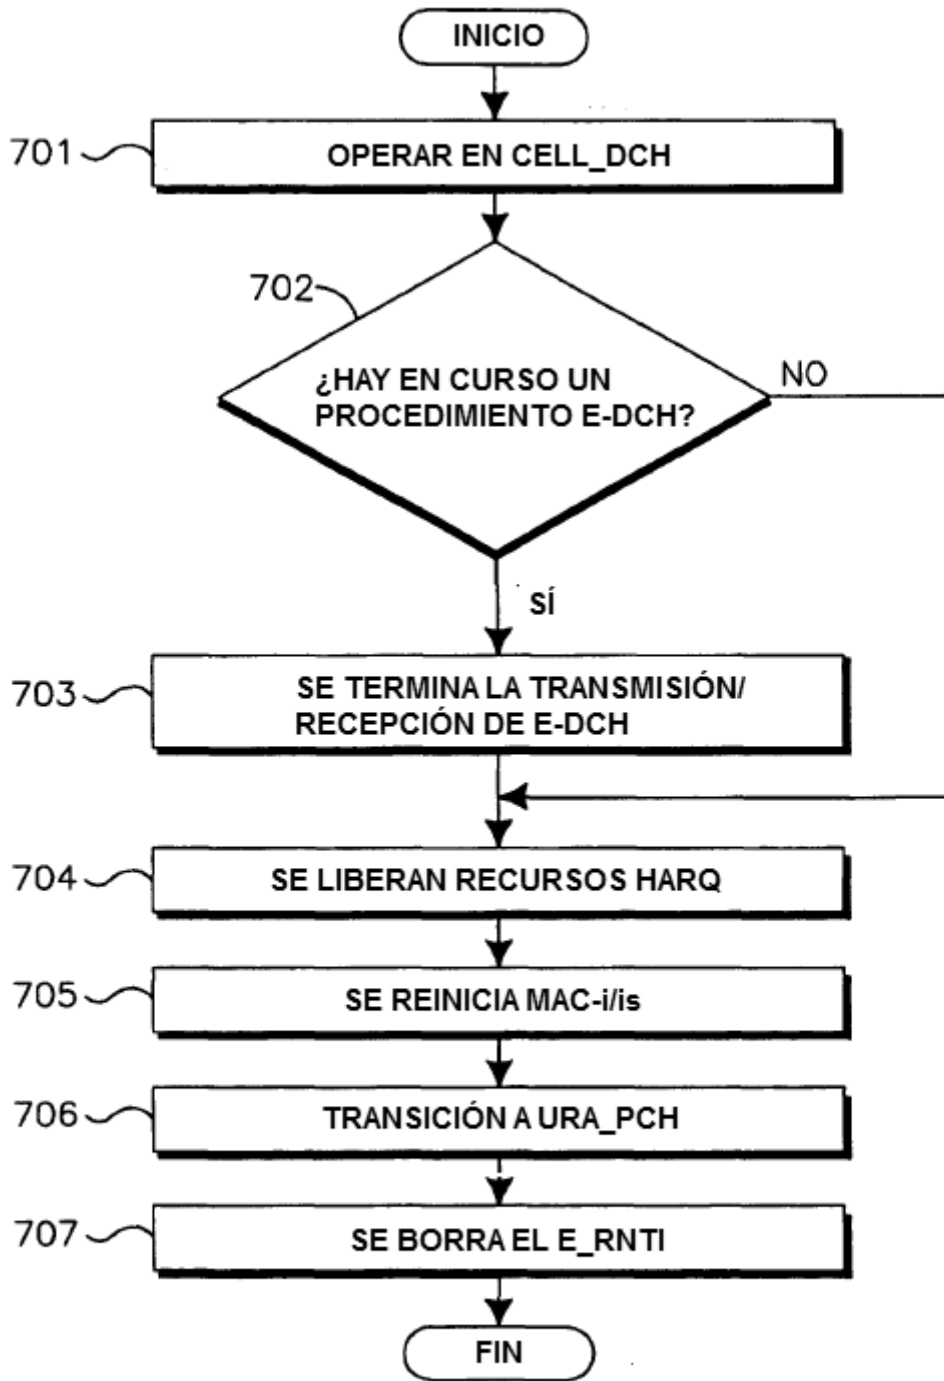 INICIO
701
OPERAR EN CELL_DCH
702
¿HAY EN CURSO UN
PROCEDIMIENTO E-DCH?
NO
SÍ
703
SE TERMINA LA TRANSMISIÓN/
RECEPCIÓN DE E-DCH
704
SE LIBERAN RECURSOS HARQ
705
SE REINICIA MAC-i/is
706
TRANSICIÓN A URA_PCH
707
SE BORRA EL E_RNTI
FIN